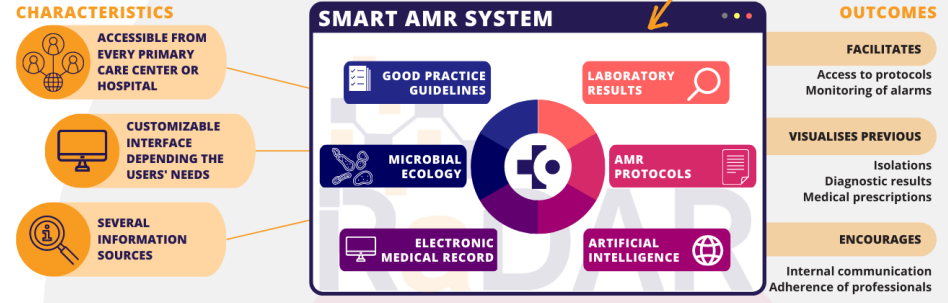 CHARACTERISTICS
ACCESSIBLE FROM
EVERY PRIMARY
CARE CENTER OR
HOSPITAL
CUSTOMIZABLE
INTERFACE
DEPENDING THE
USERS' NEEDS
SEVERAL
INFORMATION
SOURCES
SMART AMR SYSTEM
GOOD PRACTICE
GUIDELINES
LABORATORY
RESULTS
MICROBIAL
ECOLOGY
AMR
PROTOCOLS
ELECTRONIC
MEDICAL RECORD
ARTIFICIAL
INTELLIGENCE
iRaDAR
OUTCOMES
FACILITATES
Access to protocols
Monitoring of alarms
VISUALISES PREVIOUS
Isolations
Diagnostic results
Medical prescriptions
ENCOURAGES
Internal communication
Adherence of professionals